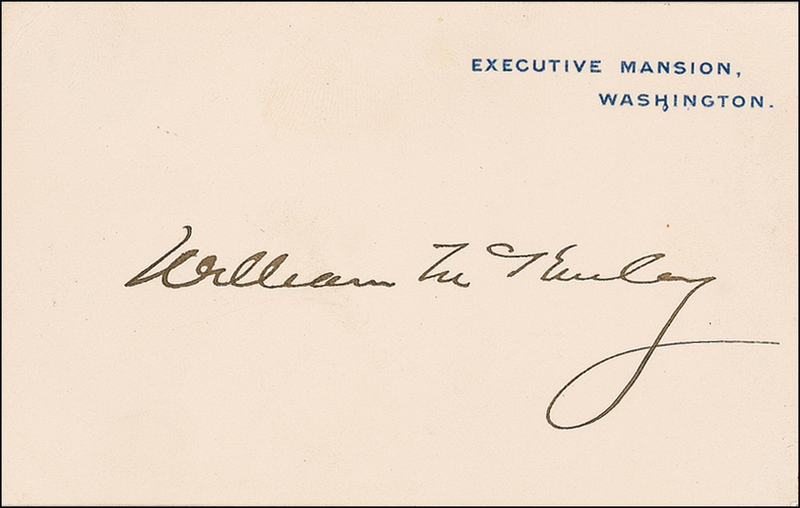 EXECUTIVE MANSION,
WASHINGTON.
William McKinley